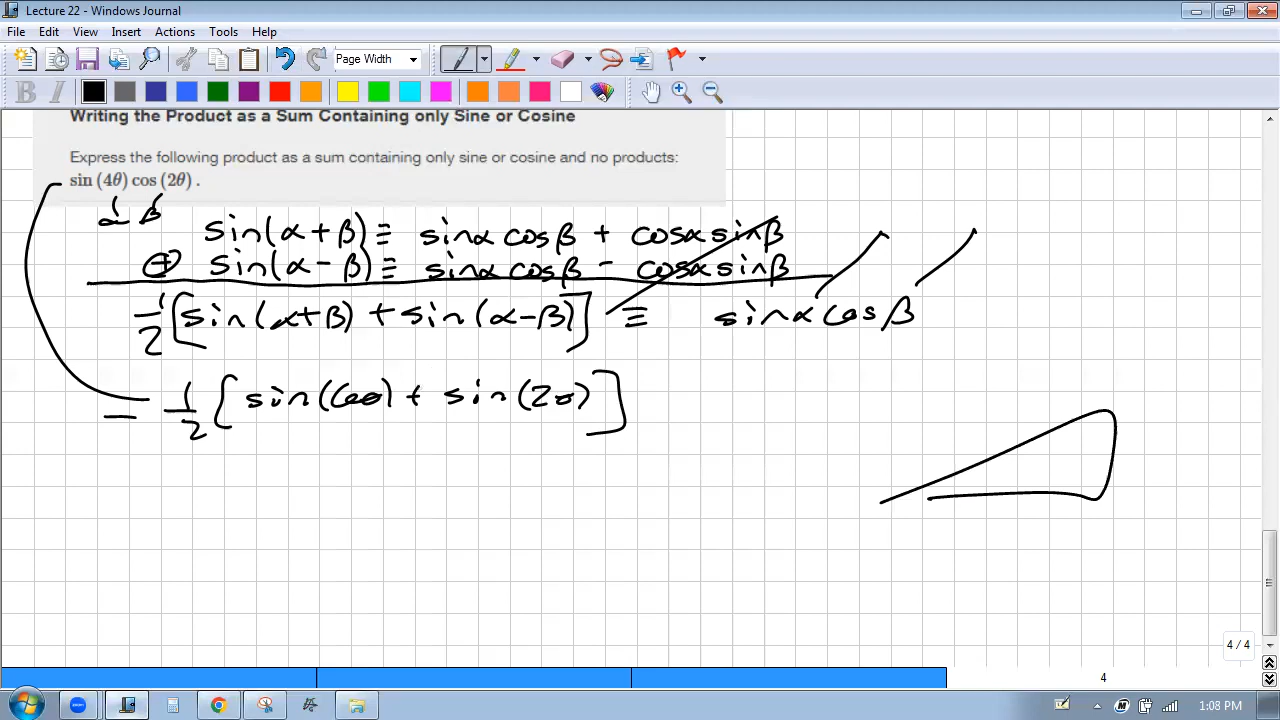 Lecture 22 - Windows Journal
File Edit View Insert Actions Tools Help
Page Width
B I
Writing the Product as a Sum Containing only Sine or Cosine
Express the following product as a sum containing only sine or cosine and no products:
sin (4θ) cos (2θ) .
α β
sin(α+β) ≡ sinα cosβ + cosα sinβ
⊕ sin(α-β) ≡ sinα cosβ - cosα sinβ
1/2 [sin(α+β) + sin(α-β)] ≡ sinα cosβ
= 1/2 [sin(6θ) + sin(2θ)]
4 / 4
4
1:08 PM